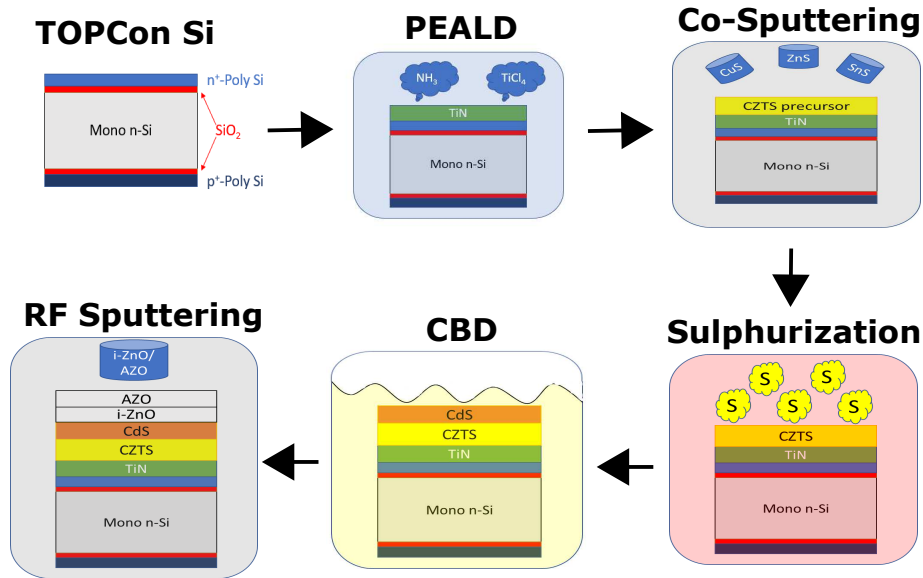 TOPCon Si
n⁺-Poly Si
Mono n-Si
SiO₂
p⁺-Poly Si
PEALD
NH₃
TiCl₄
TiN
Mono n-Si
Co-Sputtering
CuS
ZnS
SnS
CZTS precursor
TiN
Mono n-Si
Sulphurization
S
S
S
S
S
CZTS
TiN
Mono n-Si
CBD
CdS
CZTS
TiN
Mono n-Si
RF Sputtering
i-ZnO/
AZO
AZO
i-ZnO
CdS
CZTS
TiN
Mono n-Si